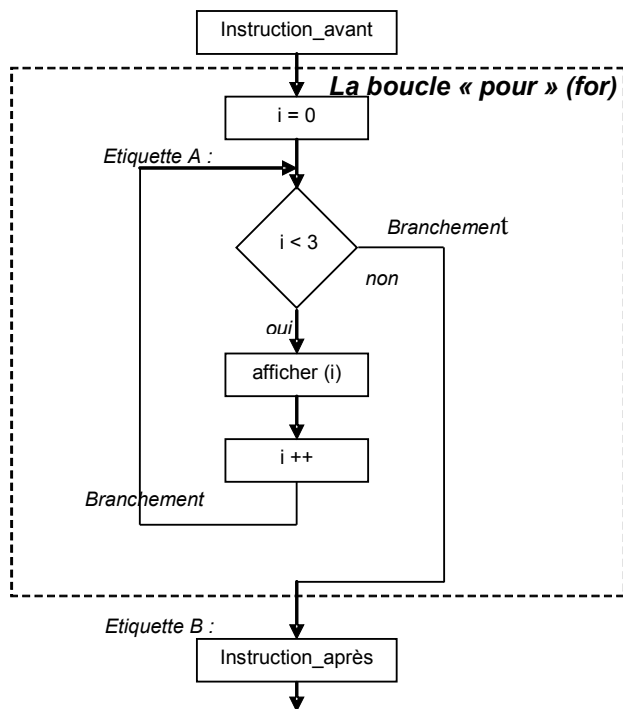 Instruction_avant
La boucle « pour » (for)
i = 0
Etiquette A :
i < 3
Branchement
non
oui
afficher (i)
i ++
Branchement
Etiquette B :
Instruction_après